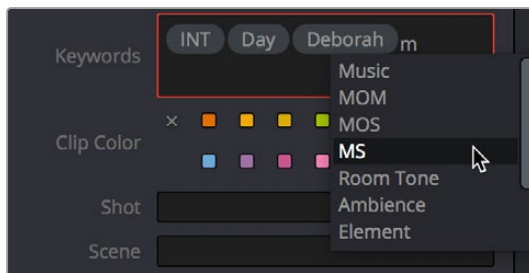 Keywords INT Day Deborah m
Music
MOM
MOS
MS
Room Tone
Ambience
Element
Clip Color
Shot
Scene